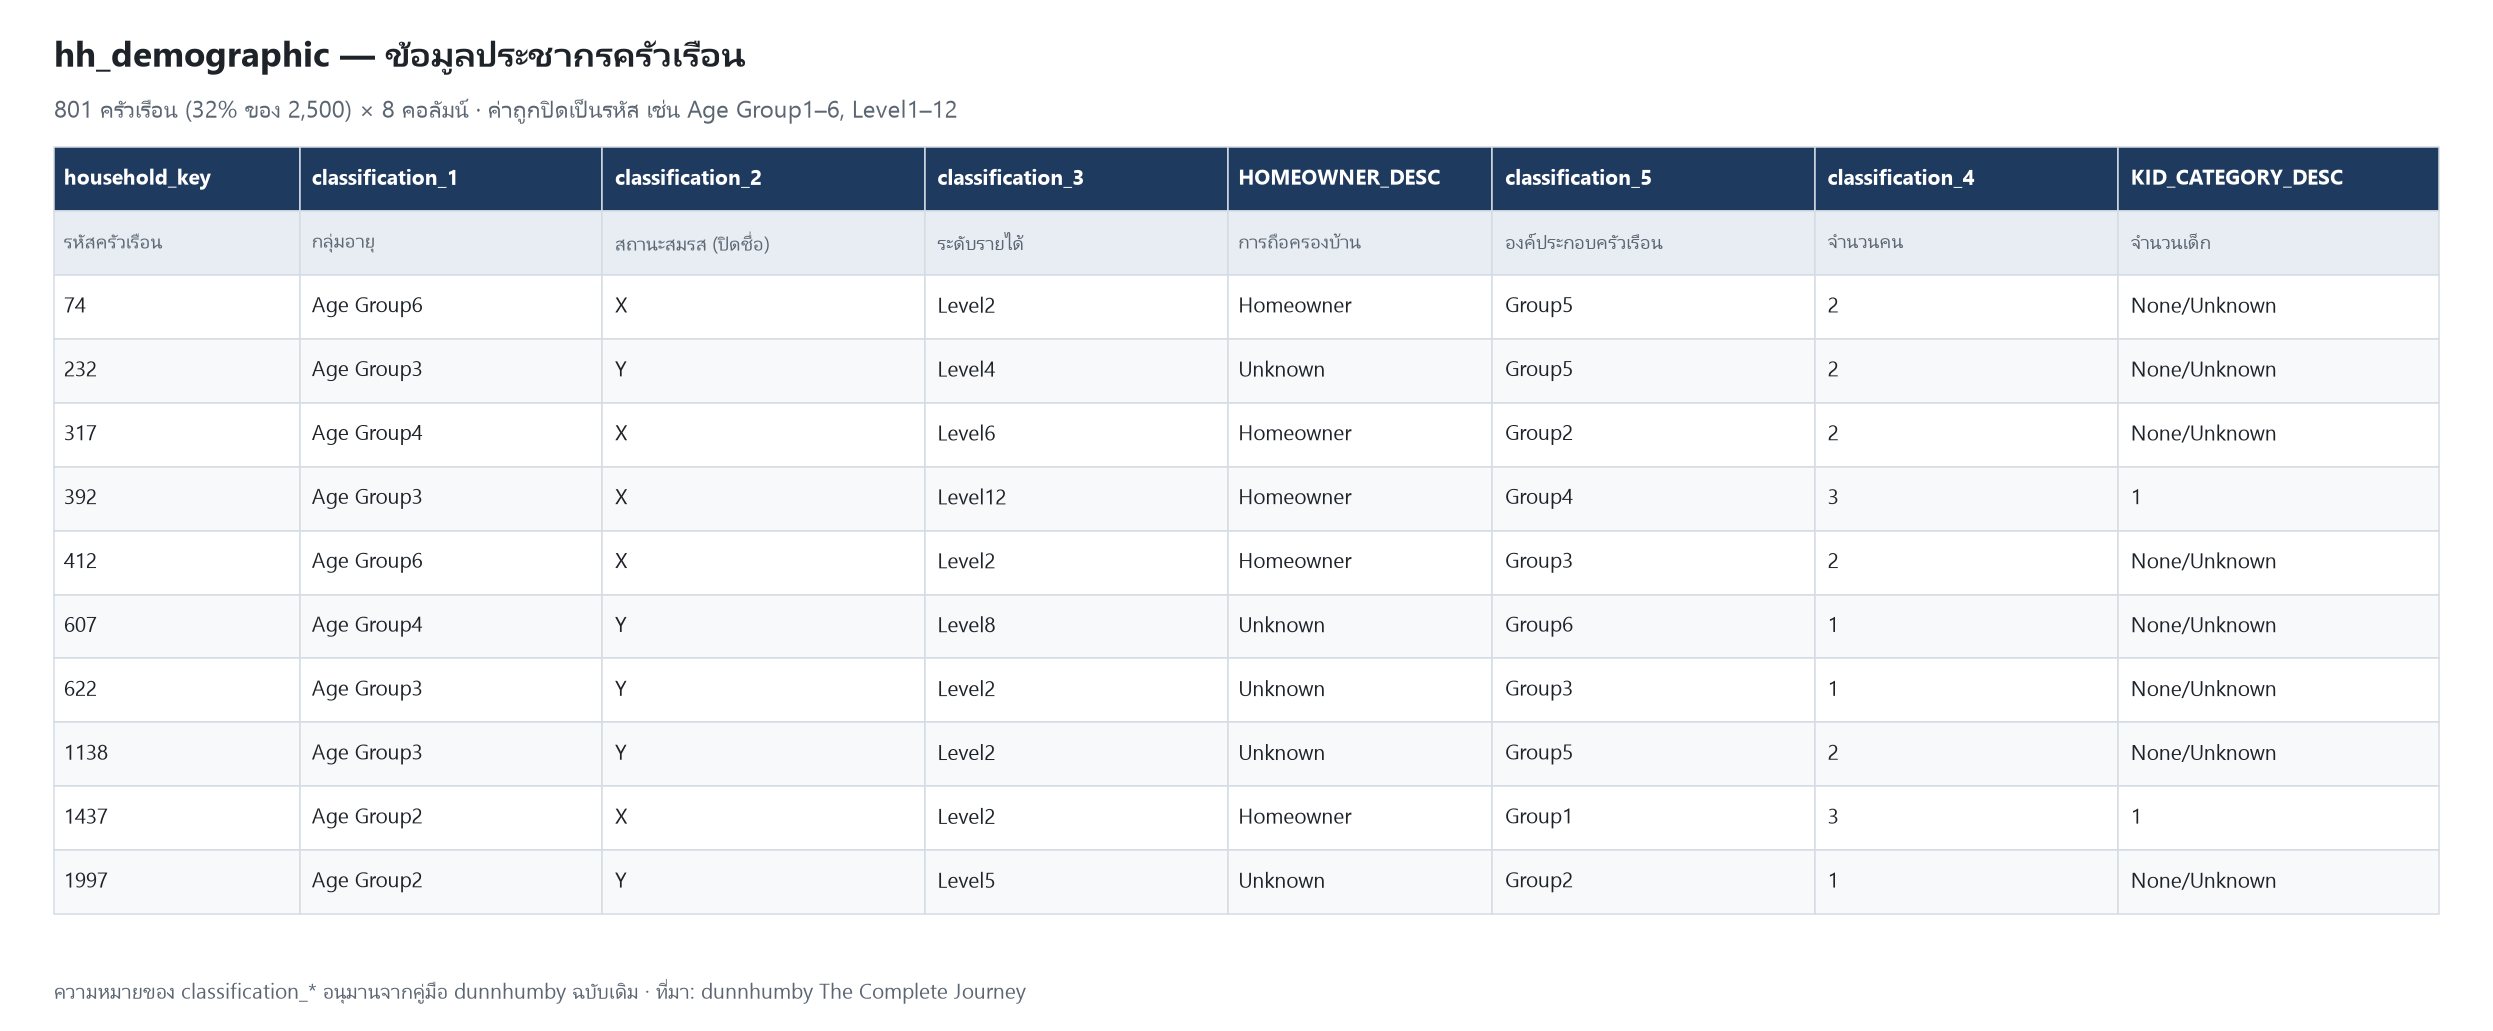 hh_demographic — ข้อมูลประชากรครัวเรือน
801 ครัวเรือน (32% ของ 2,500) × 8 คอลัมน์ · ค่าถูกปิดเป็นรหัส เช่น Age Group1–6, Level1–12
household_key classification_1 classification_2 classification_3 HOMEOWNER_DESC classification_5 classification_4 KID_CATEGORY_DESC
รหัสครัวเรือน กลุ่มอายุ สถานะสมรส (ปิดชื่อ) ระดับรายได้ การถือครองบ้าน องค์ประกอบครัวเรือน จำนวนคน จำนวนเด็ก
74 Age Group6 X Level2 Homeowner Group5 2 None/Unknown
232 Age Group3 Y Level4 Unknown Group5 2 None/Unknown
317 Age Group4 X Level6 Homeowner Group2 2 None/Unknown
392 Age Group3 X Level12 Homeowner Group4 3 1
412 Age Group6 X Level2 Homeowner Group3 2 None/Unknown
607 Age Group4 Y Level8 Unknown Group6 1 None/Unknown
622 Age Group3 Y Level2 Unknown Group3 1 None/Unknown
1138 Age Group3 Y Level2 Unknown Group5 2 None/Unknown
1437 Age Group2 X Level2 Homeowner Group1 3 1
1997 Age Group2 Y Level5 Unknown Group2 1 None/Unknown
ความหมายของ classification_* อนุมานจากคู่มือ dunnhumby ฉบับเดิม · ที่มา: dunnhumby The Complete Journey